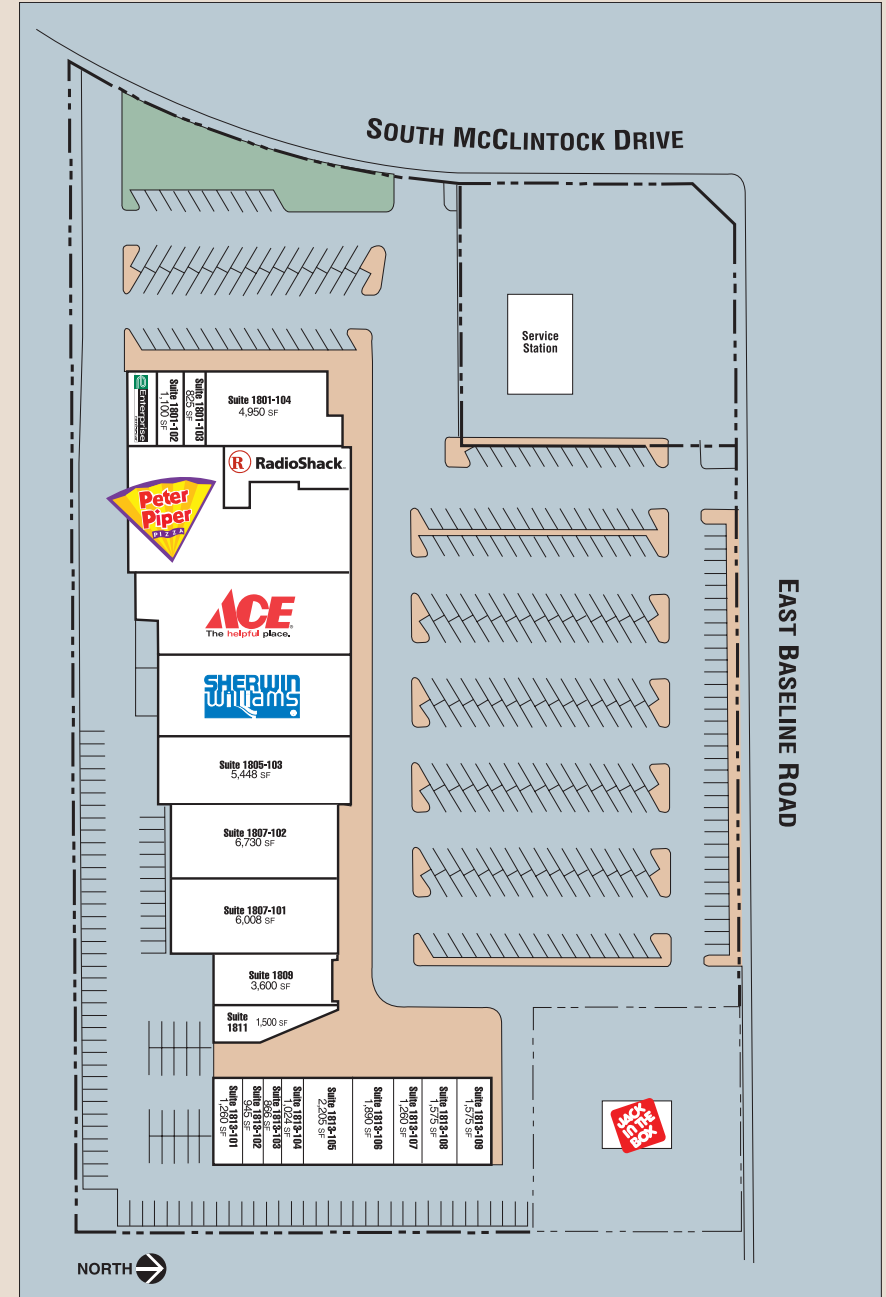 SOUTH MCCLINTOCK DRIVE
Service
Station
Enterprise
Suite 1801-102
1,100 SF
Suite 1801-103
825 SF
Suite 1801-104
4,950 SF
R RadioShack.
Peter
Piper
PIZZA
ACE
The helpful place.
SHERWIN
WILLIAMS.
EAST BASELINE ROAD
Suite 1805-103
5,448 SF
Suite 1807-102
6,730 SF
Suite 1807-101
6,008 SF
Suite 1809
3,600 SF
Suite
1811
1,500 SF
Suite 1813-101
1,260 SF
Suite 1813-102
945 SF
Suite 1813-103
866 SF
Suite 1813-104
1,024 SF
Suite 1813-105
2,205 SF
Suite 1813-106
1,890 SF
Suite 1813-107
1,260 SF
Suite 1813-108
1,575 SF
Suite 1813-109
1,575 SF
JACK
IN THE
BOX
NORTH